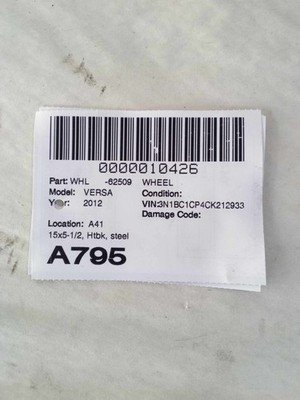 0000010426
Part: WHL -62509 WHEEL
Model: VERSA Condition:
Year: 2012 VIN:3N1BC1CP4CK212933
Damage Code:
Location: A41
15x5-1/2, Htbk, steel
A795